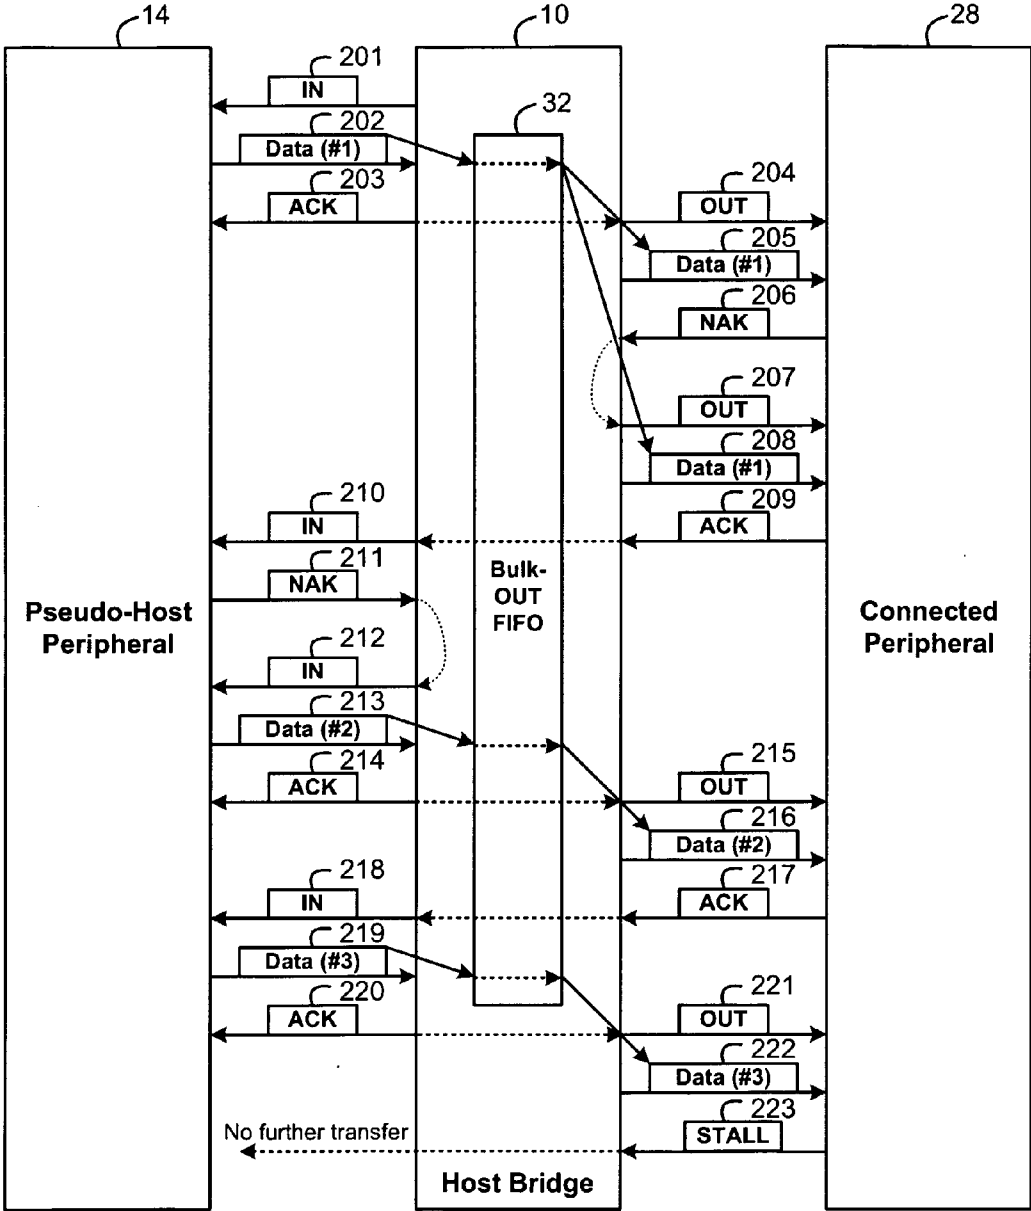 14
10
28
201
IN
32
202
Data (#1)
203
ACK
204
OUT
205
Data (#1)
206
NAK
207
OUT
208
Data (#1)
209
ACK
210
IN
211
NAK
Bulk-
OUT
FIFO
Pseudo-Host
Peripheral
Connected
Peripheral
212
IN
213
Data (#2)
214
ACK
215
OUT
216
Data (#2)
217
ACK
218
IN
219
Data (#3)
220
ACK
221
OUT
222
Data (#3)
223
STALL
No further transfer
Host Bridge